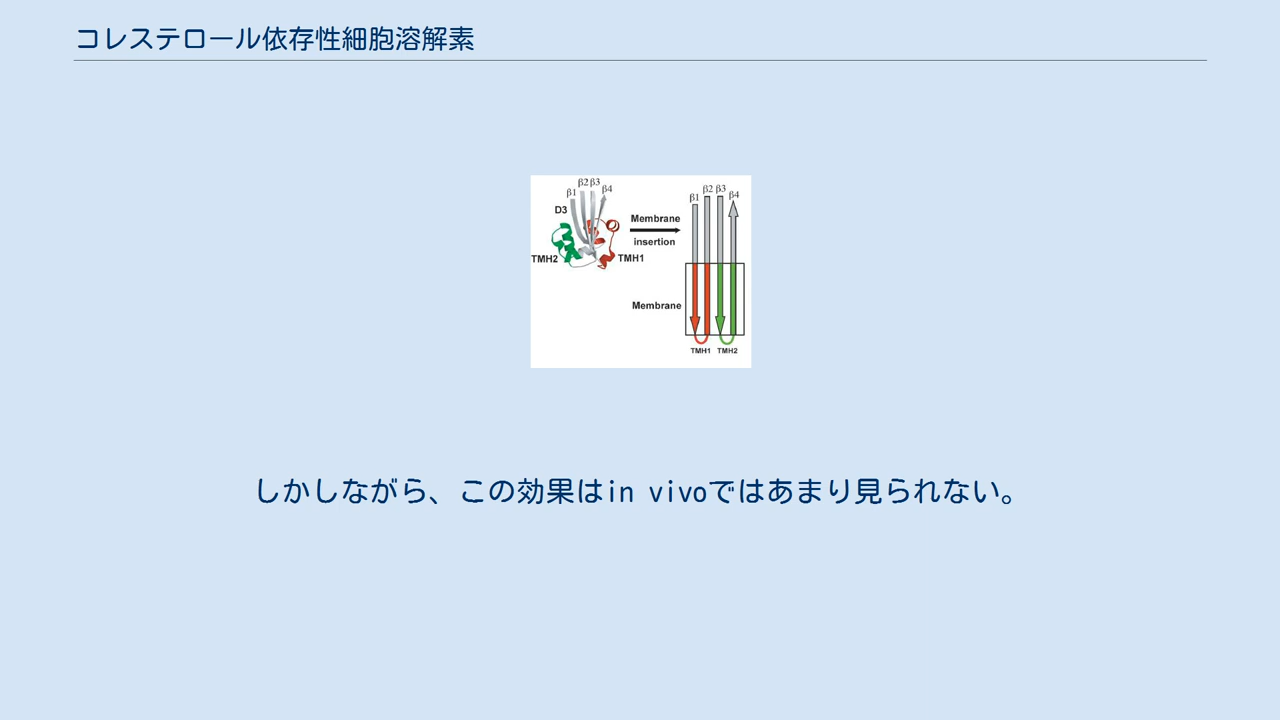 コレステロール依存性細胞溶解素
β1 β2 β3 β4
D3
TMH2
TMH1
Membrane
insertion
β1 β2 β3 β4
Membrane
TMH1 TMH2
しかしながら、この効果はin vivoではあまり見られない。